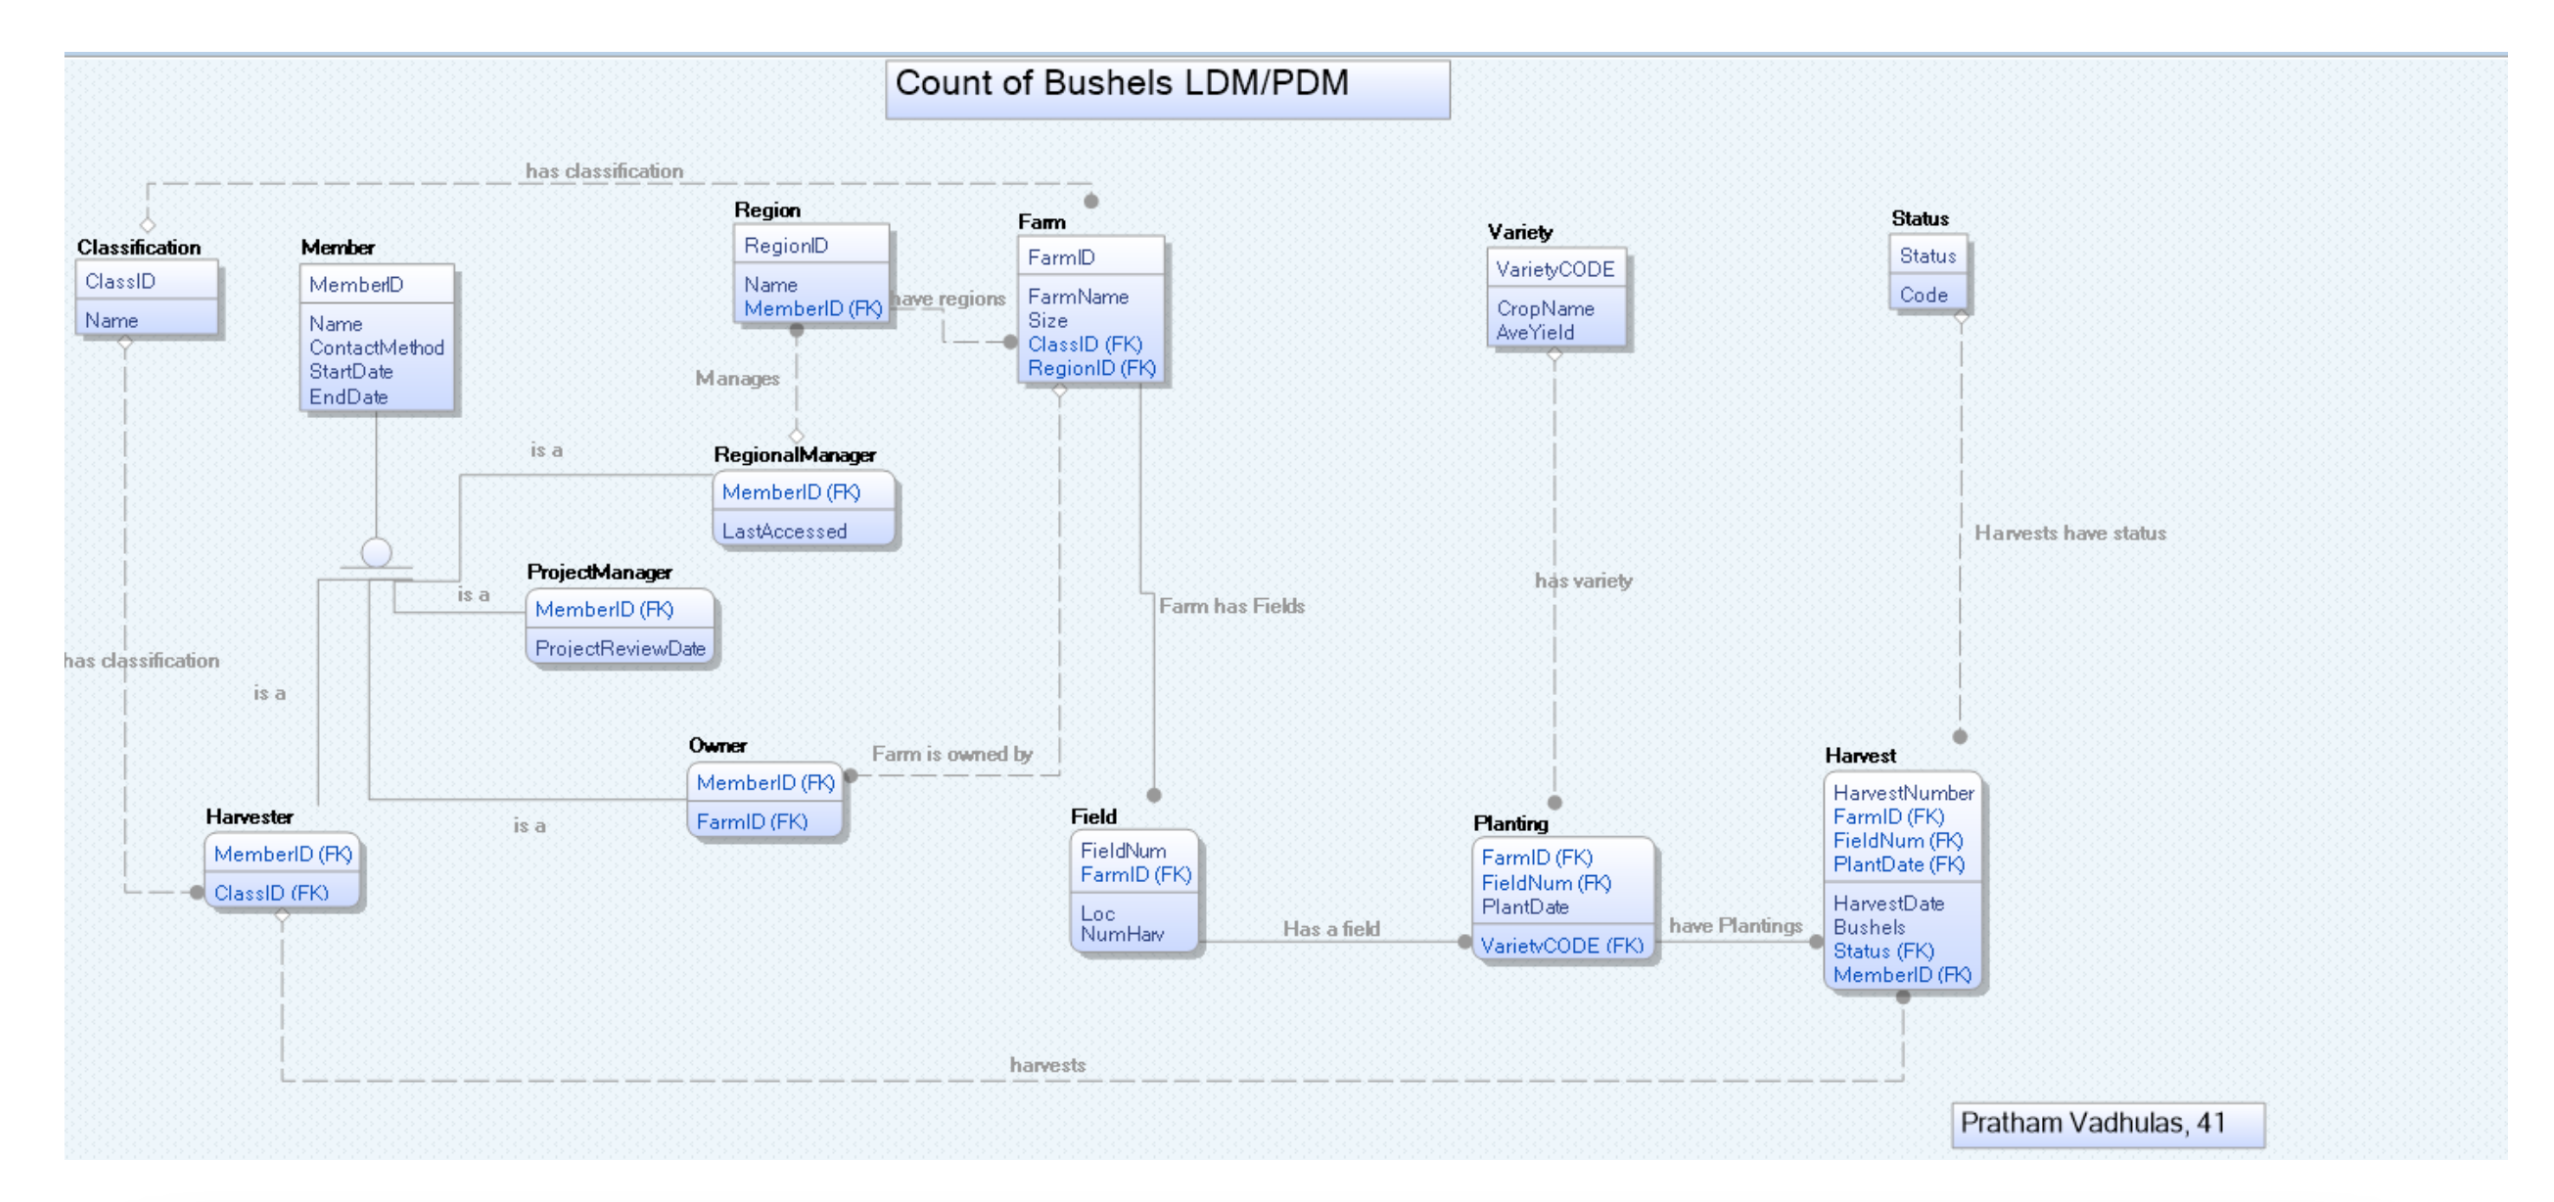 Count of Bushels LDM/PDM
has classification
Classification
ClassID
Name
Member
MemberID
Name
ContactMethod
StartDate
EndDate
Region
RegionID
Name
MemberID (FK)
have regions
Farm
FarmID
FarmName
Size
ClassID (FK)
RegionID (FK)
Variety
VarietyCODE
CropName
AveYield
Status
Status
Code
Manages
is a
RegionalManager
MemberID (FK)
LastAccessed
ProjectManager
is a
MemberID (FK)
ProjectReviewDate
Farm has Fields
has variety
Harvests have status
has classification
is a
Owner
MemberID (FK)
FarmID (FK)
Farm is owned by
is a
Harvester
MemberID (FK)
ClassID (FK)
Field
FieldNum
FarmID (FK)
Loc
NumHarv
Has a field
Planting
FarmID (FK)
FieldNum (FK)
PlantDate
VarietyCODE (FK)
have Plantings
Harvest
HarvestNumber
FarmID (FK)
FieldNum (FK)
PlantDate (FK)
HarvestDate
Bushels
Status (FK)
MemberID (FK)
harvests
Pratham Vadhulas, 41